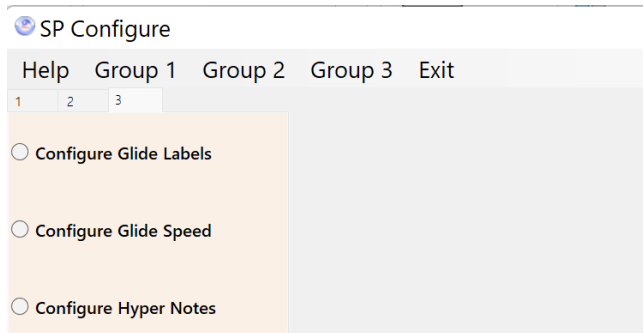 SP Configure
Help Group 1 Group 2 Group 3 Exit
1 2 3
Configure Glide Labels
Configure Glide Speed
Configure Hyper Notes